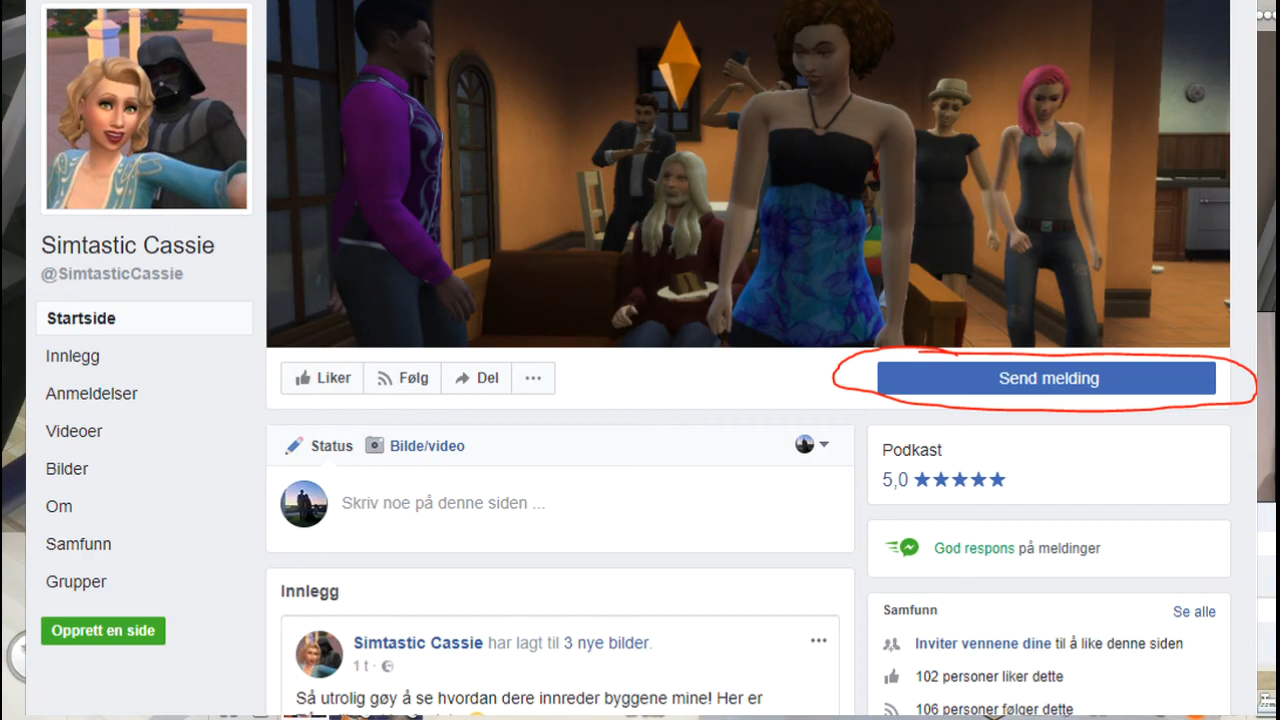 Simtastic Cassie
@SimtasticCassie
Startside
Innlegg
Anmeldelser
Videoer
Bilder
Om
Samfunn
Grupper
Opprett en side
Liker
Følg
Del
Send melding
Status
Bilde/video
Skriv noe på denne siden ...
Innlegg
Simtastic Cassie har lagt til 3 nye bilder.
1 t ·
Så utrolig gøy å se hvordan dere innreder byggene mine! Her er
Podkast
5,0
God respons på meldinger
Samfunn
Se alle
Inviter vennene dine til å like denne siden
102 personer liker dette
106 personer følger dette